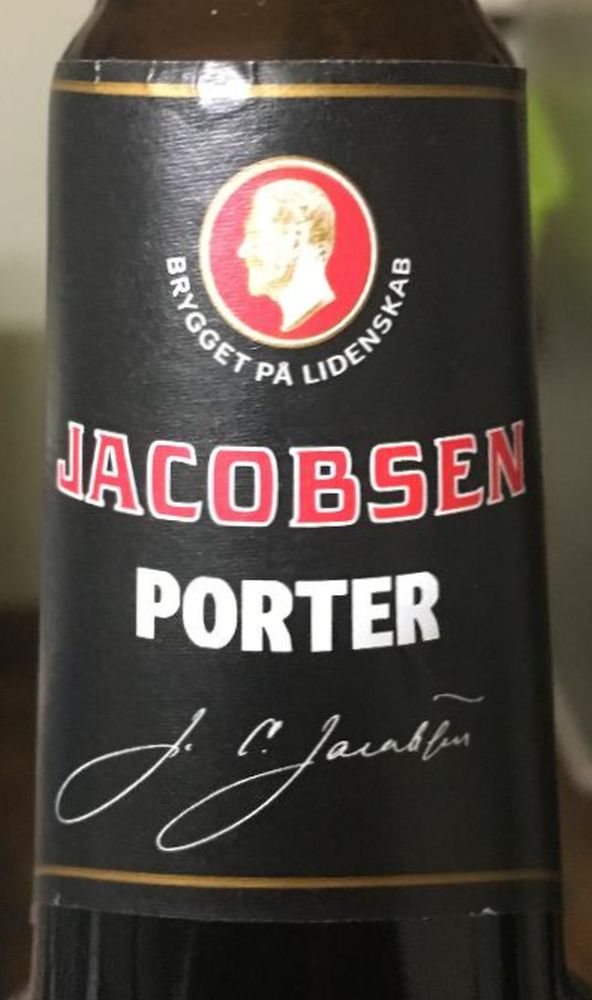 BRYGGET PÅ LIDENSKAB
JACOBSEN
PORTER
J. C. Jacobsen